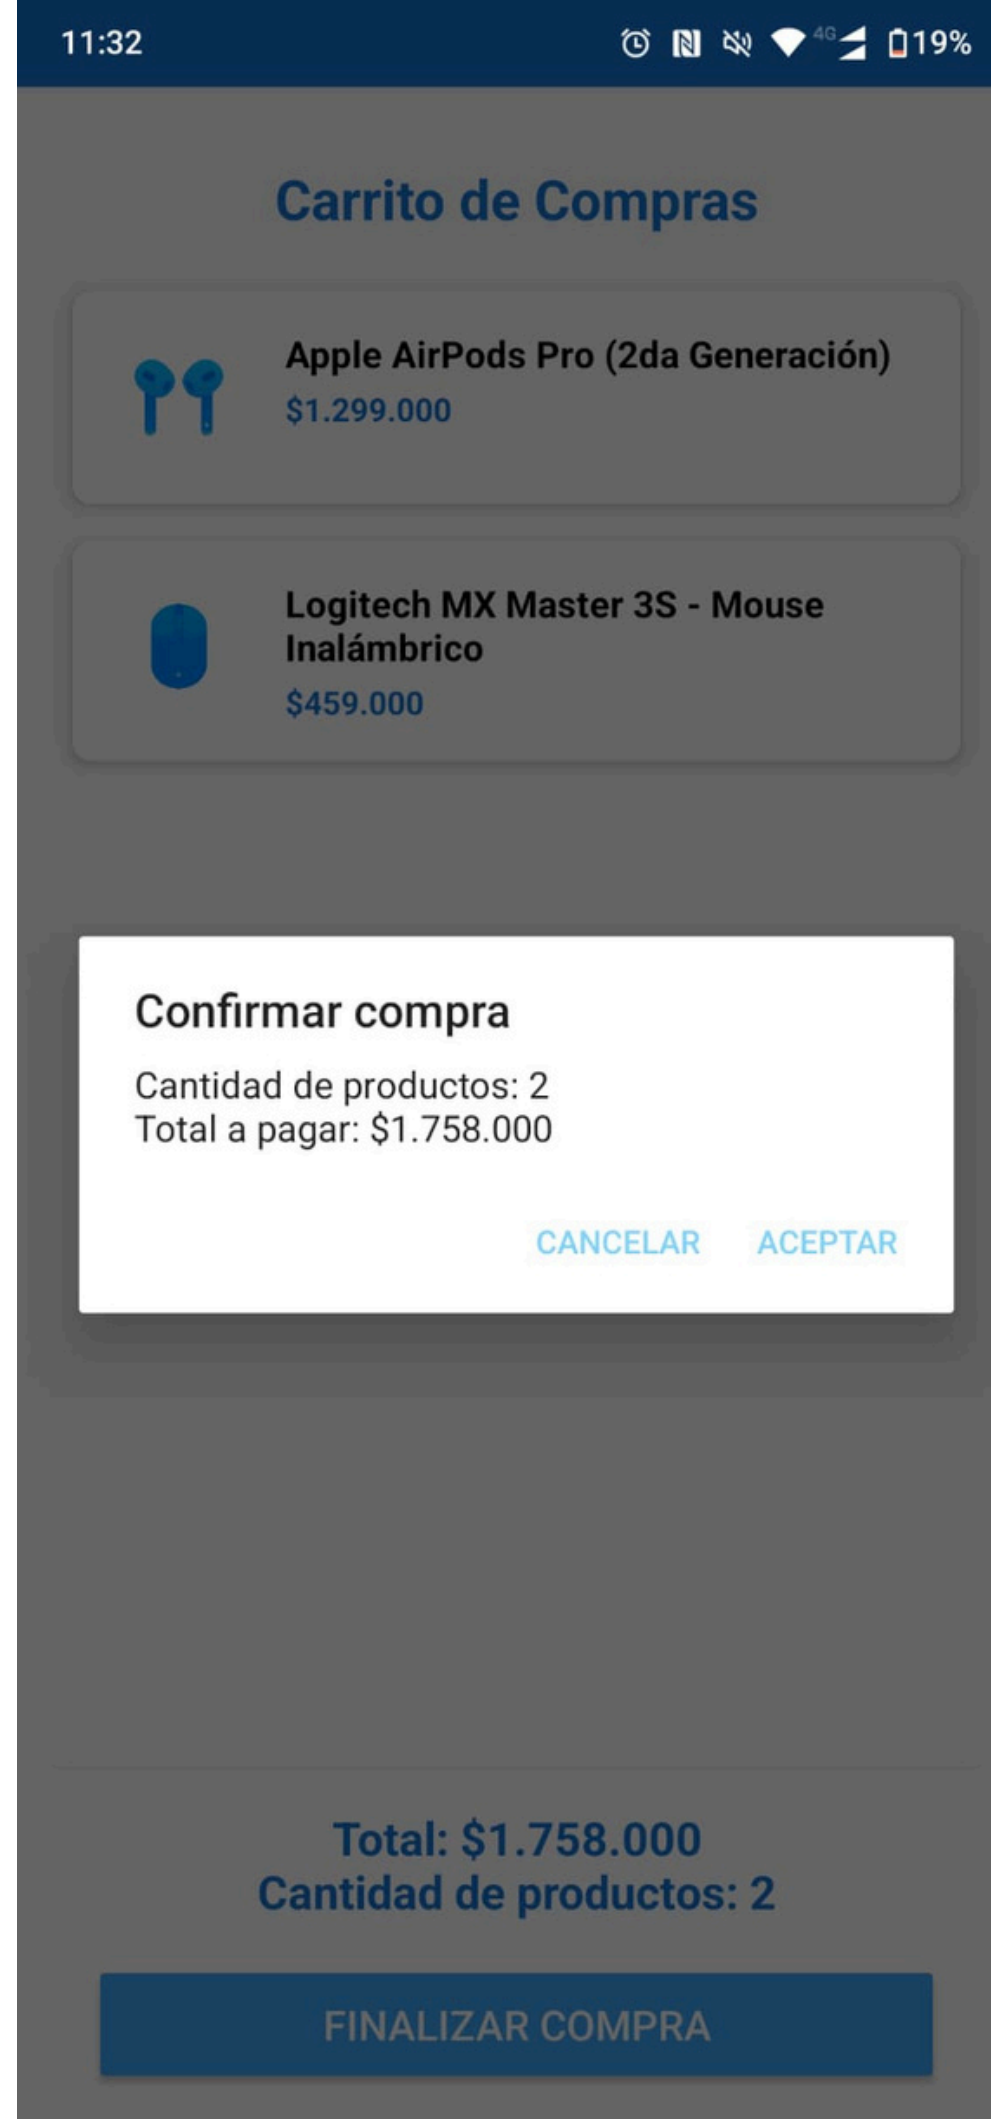 11:32
4G
19%
Carrito de Compras
Apple AirPods Pro (2da Generación)
$1.299.000
Logitech MX Master 3S - Mouse
Inalámbrico
$459.000
Confirmar compra
Cantidad de productos: 2
Total a pagar: $1.758.000
CANCELAR ACEPTAR
Total: $1.758.000
Cantidad de productos: 2
FINALIZAR COMPRA